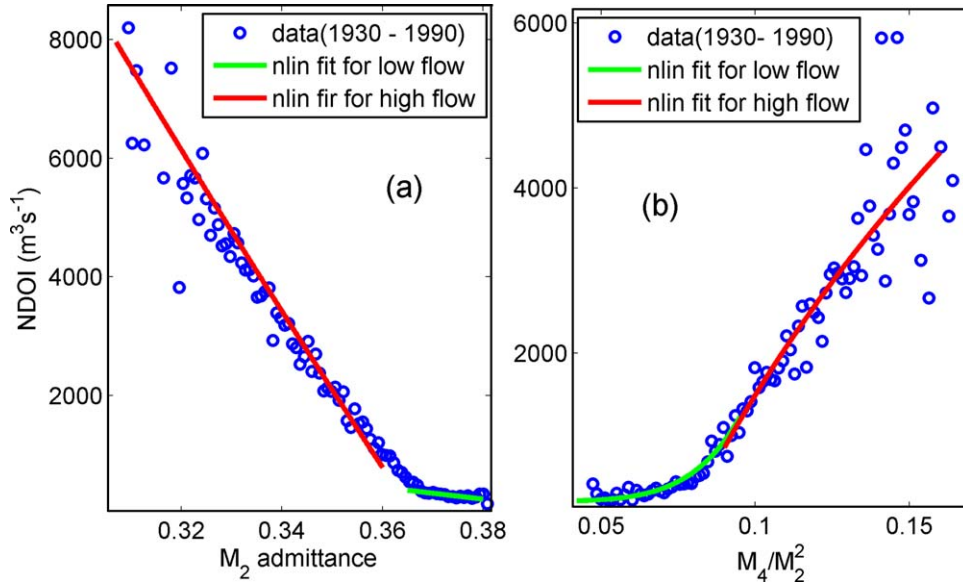 data(1930 - 1990)
nlin fit for low flow
nlin fir for high flow
(a)
8000
6000
4000
2000
NDOI (m³s⁻¹)
0.32
0.34
0.36
0.38
M₂ admittance
data(1930- 1990)
nlin fit for low flow
nlin fit for high flow
(b)
6000
4000
2000
0.05
0.1
0.15
M₄/M₂²